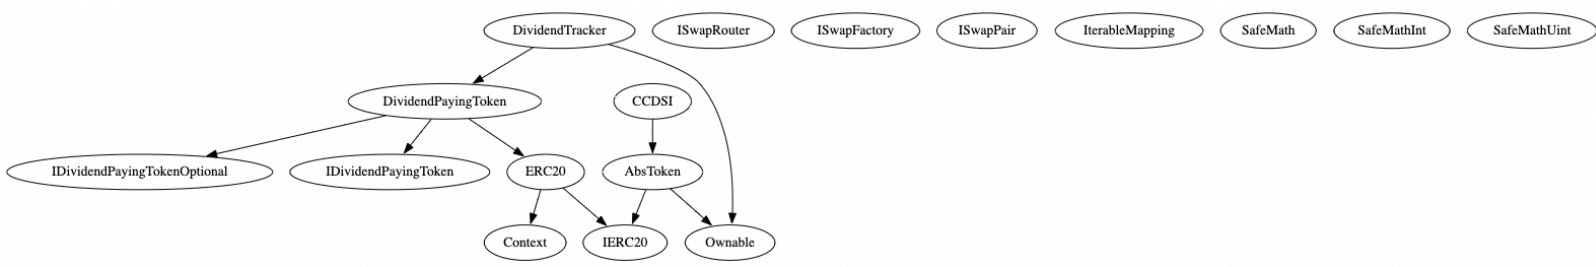 DividendTracker
ISwapRouter
ISwapFactory
ISwapPair
IterableMapping
SafeMath
SafeMathInt
SafeMathUint
DividendPayingToken
CCDSI
IDividendPayingTokenOptional
IDividendPayingToken
ERC20
AbsToken
Context
IERC20
Ownable